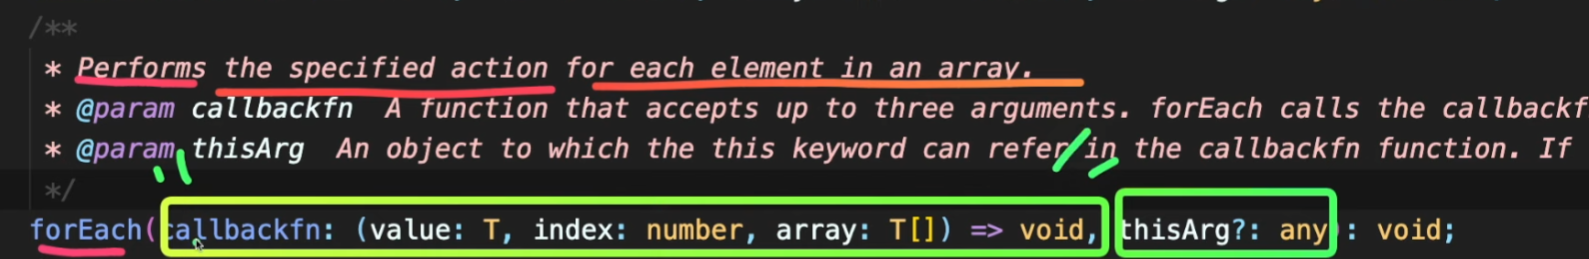 /**
* Performs the specified action for each element in an array.
* @param callbackfn A function that accepts up to three arguments. forEach calls the callbackf
* @param thisArg An object to which the this keyword can refer in the callbackfn function. If
*/
forEach(callbackfn: (value: T, index: number, array: T[]) => void, thisArg?: any): void;